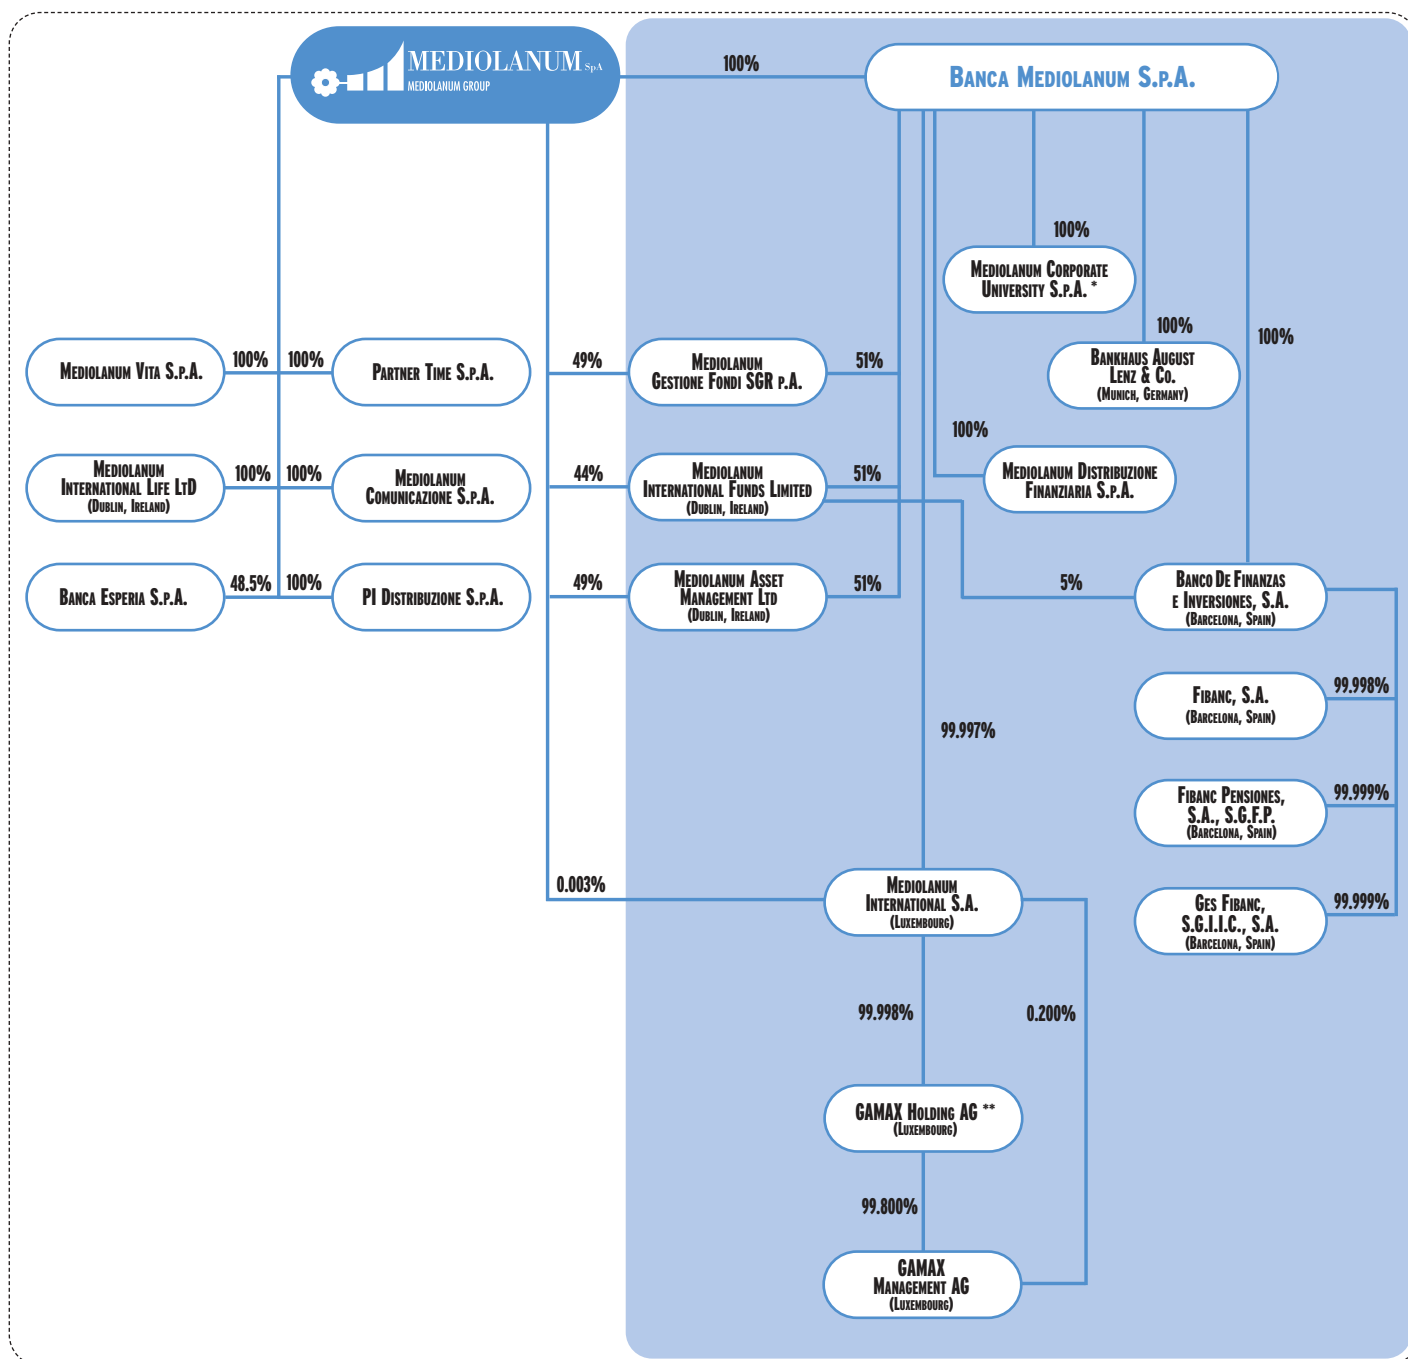 MEDIOLANUM SpA
MEDIOLANUM GROUP
100%
BANCA MEDIOLANUM S.P.A.
100%
MEDIOLANUM CORPORATE
UNIVERSITY S.P.A. *
100%
BANKHAUS AUGUST
LENZ & CO.
(MUNICH, GERMANY)
100%
MEDIOLANUM VITA S.P.A.
100%
100%
PARTNER TIME S.P.A.
49%
MEDIOLANUM
GESTIONE FONDI SGR P.A.
51%
100%
MEDIOLANUM DISTRIBUZIONE
FINANZIARIA S.P.A.
MEDIOLANUM
INTERNATIONAL LIFE LTD
(DUBLIN, IRELAND)
100%
100%
MEDIOLANUM
COMUNICAZIONE S.P.A.
44%
MEDIOLANUM
INTERNATIONAL FUNDS LIMITED
(DUBLIN, IRELAND)
51%
BANCA ESPERIA S.P.A.
48.5%
100%
PI DISTRIBUZIONE S.P.A.
49%
MEDIOLANUM ASSET
MANAGEMENT LTD
(DUBLIN, IRELAND)
51%
5%
BANCO DE FINANZAS
E INVERSIONES, S.A.
(BARCELONA, SPAIN)
FIBANC, S.A.
(BARCELONA, SPAIN)
99.998%
99.997%
FIBANC PENSIONES,
S.A., S.G.F.P.
(BARCELONA, SPAIN)
99.999%
0.003%
MEDIOLANUM
INTERNATIONAL S.A.
(LUXEMBOURG)
GES FIBANC,
S.G.I.I.C., S.A.
(BARCELONA, SPAIN)
99.999%
99.998%
0.200%
GAMAX HOLDING AG **
(LUXEMBOURG)
99.800%
GAMAX
MANAGEMENT AG
(LUXEMBOURG)